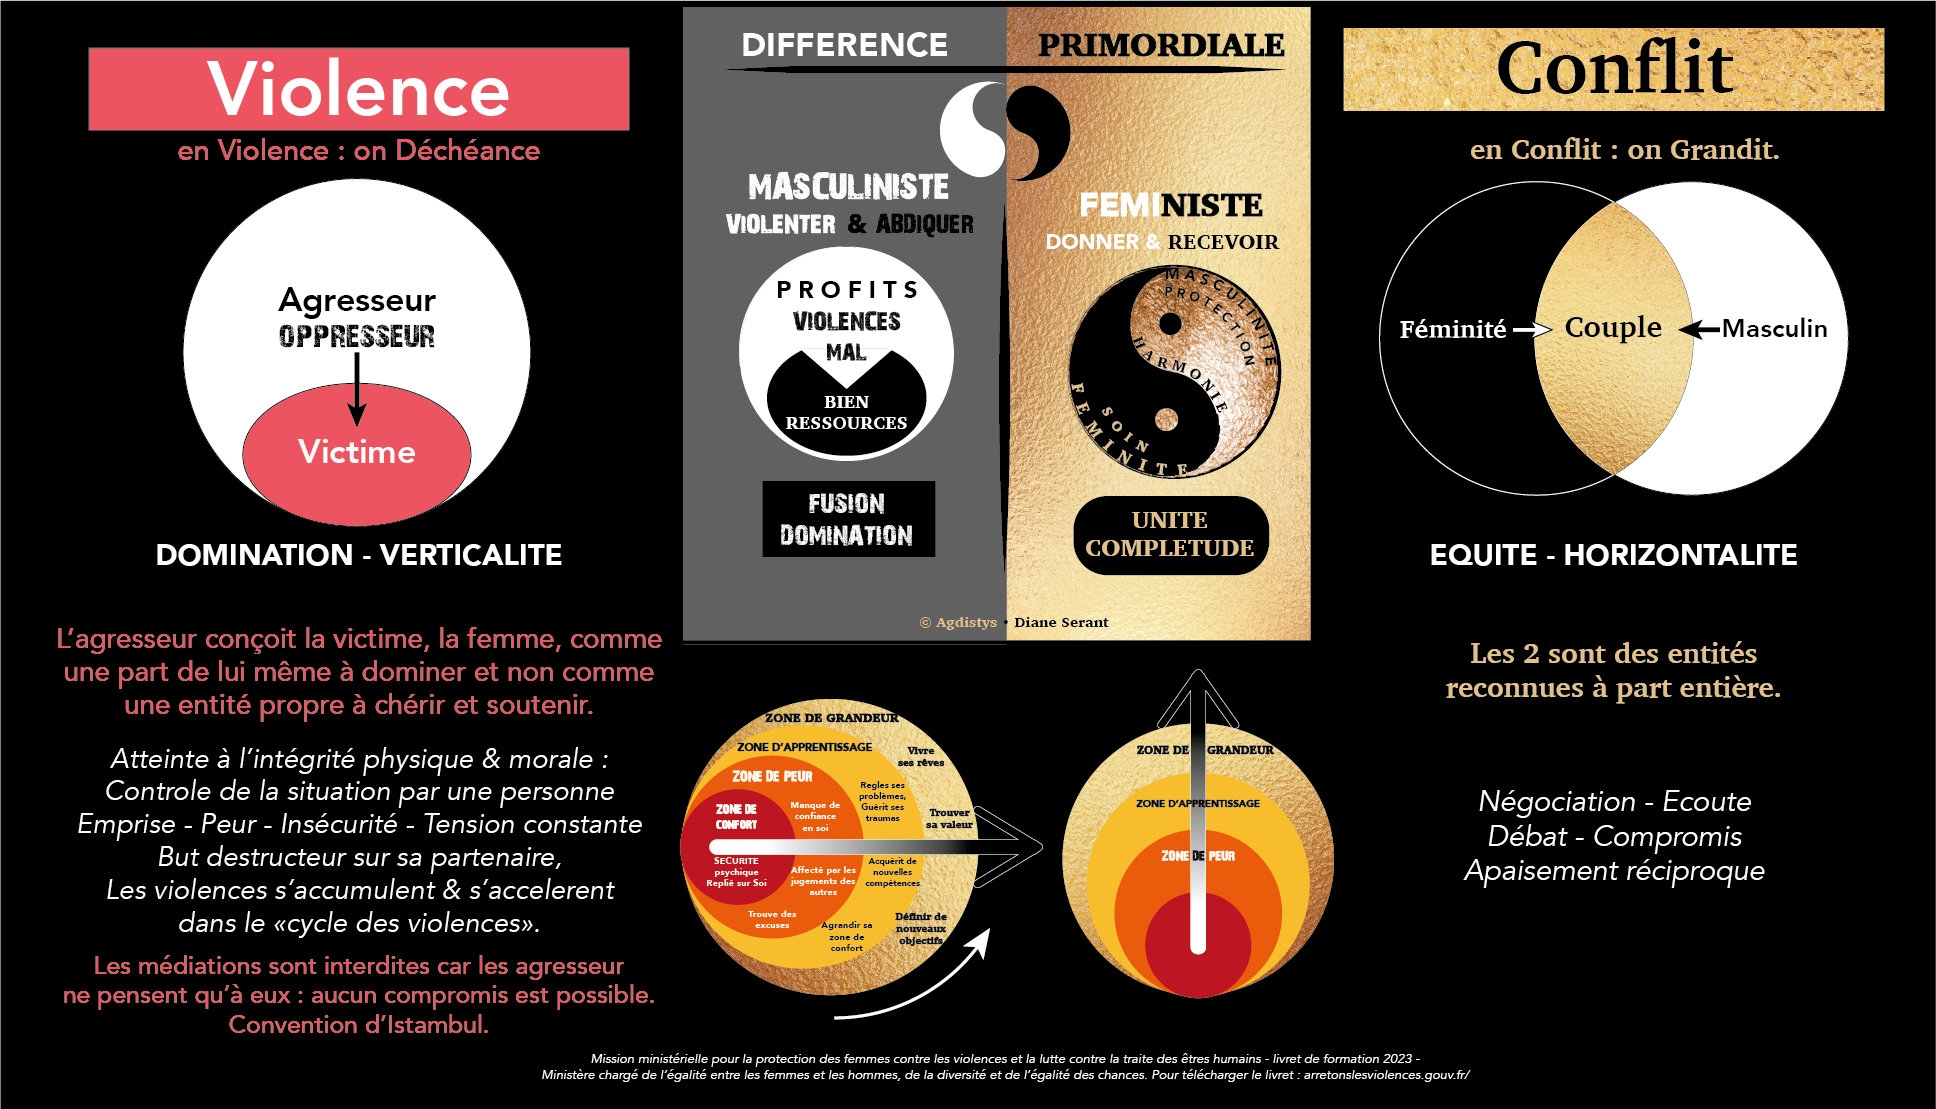 Violence
en Violence : on Déchéance
Agresseur
OPPRESSEUR
Victime
DOMINATION - VERTICALITE
L’agresseur conçoit la victime, la femme, comme
une part de lui même à dominer et non comme
une entité propre à chérir et soutenir.
Atteinte à l’intégrité physique & morale :
Controle de la situation par une personne
Emprise - Peur - Insécurité - Tension constante
But destructeur sur sa partenaire,
Les violences s’accumulent & s’accelerent
dans le «cycle des violences».
Les médiations sont interdites car les agresseur
ne pensent qu’à eux : aucun compromis est possible.
Convention d’Istambul.
DIFFERENCE PRIMORDIALE
MASCULINISTE
VIOLENTER & ABDIQUER
PROFITS
VIOLENCES
MAL
BIEN
RESSOURCES
FUSION
DOMINATION
FEMINISTE
DONNER & RECEVOIR
MASCULINITE
PROTECTION
HARMONIE
SOIN
FEMINITE
UNITE
COMPLETUDE
© Agdistys • Diane Serant
ZONE DE GRANDEUR
ZONE D’APPRENTISSAGE
ZONE DE PEUR
ZONE DE
CONFORT
SECURITE
psychique
Replié sur Soi
Manque de
confiance
en soi
Affecté par les
jugements des
autres
Trouve des
excuses
Regles ses
problèmes,
Guérit ses
traumas
Acquérit de
nouvelles
compétences
Agrandir sa
zone de
confort
Vivre
ses rêves
Trouver
sa valeur
Définir de
nouveaux
objectifs
ZONE DE GRANDEUR
ZONE D’APPRENTISSAGE
ZONE DE PEUR
Conflit
en Conflit : on Grandit.
Féminité
Couple
Masculin
EQUITE - HORIZONTALITE
Les 2 sont des entités
reconnues à part entière.
Négociation - Ecoute
Débat - Compromis
Apaisement réciproque
Mission ministérielle pour la protection des femmes contre les violences et la lutte contre la traite des êtres humains - livret de formation 2023 -
Ministère chargé de l’égalité entre les femmes et les hommes, de la diversité et de l’égalité des chances. Pour télécharger le livret : arretonslesviolences.gouv.fr/